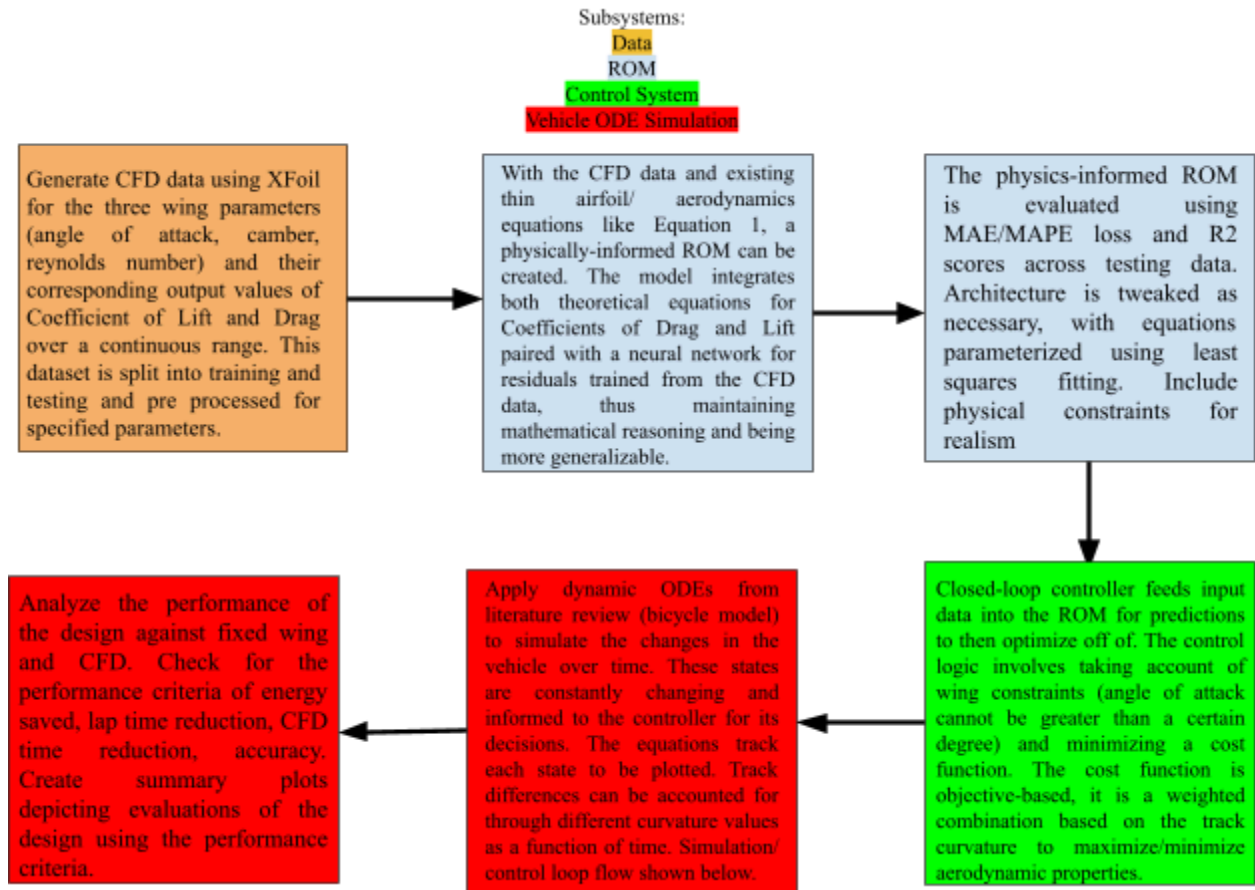 Subsystems:
Data
ROM
Control System
Vehicle ODE Simulation
Generate CFD data using XFoil
for the three wing parameters
(angle of attack, camber,
reynolds number) and their
corresponding output values of
Coefficient of Lift and Drag
over a continuous range. This
dataset is split into training and
testing and pre processed for
specified parameters.
With the CFD data and existing
thin airfoil/ aerodynamics
equations like Equation 1, a
physically-informed ROM can be
created. The model integrates
both theoretical equations for
Coefficients of Drag and Lift
paired with a neural network for
residuals trained from the CFD
data, thus maintaining
mathematical reasoning and being
more generalizable.
The physics-informed ROM
is evaluated using
MAE/MAPE loss and R2
scores across testing data.
Architecture is tweaked as
necessary, with equations
parameterized using least
squares fitting. Include
physical constraints for
realism
Closed-loop controller feeds input
data into the ROM for predictions
to then optimize off of. The control
logic involves taking account of
wing constraints (angle of attack
cannot be greater than a certain
degree) and minimizing a cost
function. The cost function is
objective-based, it is a weighted
combination based on the track
curvature to maximize/minimize
aerodynamic properties.
Apply dynamic ODEs from
literature review (bicycle model)
to simulate the changes in the
vehicle over time. These states
are constantly changing and
informed to the controller for its
decisions. The equations track
each state to be plotted. Track
differences can be accounted for
through different curvature values
as a function of time. Simulation/
control loop flow shown below.
Analyze the performance of
the design against fixed wing
and CFD. Check for the
performance criteria of energy
saved, lap time reduction, CFD
time reduction, accuracy.
Create summary plots
depicting evaluations of the
design using the performance
criteria.